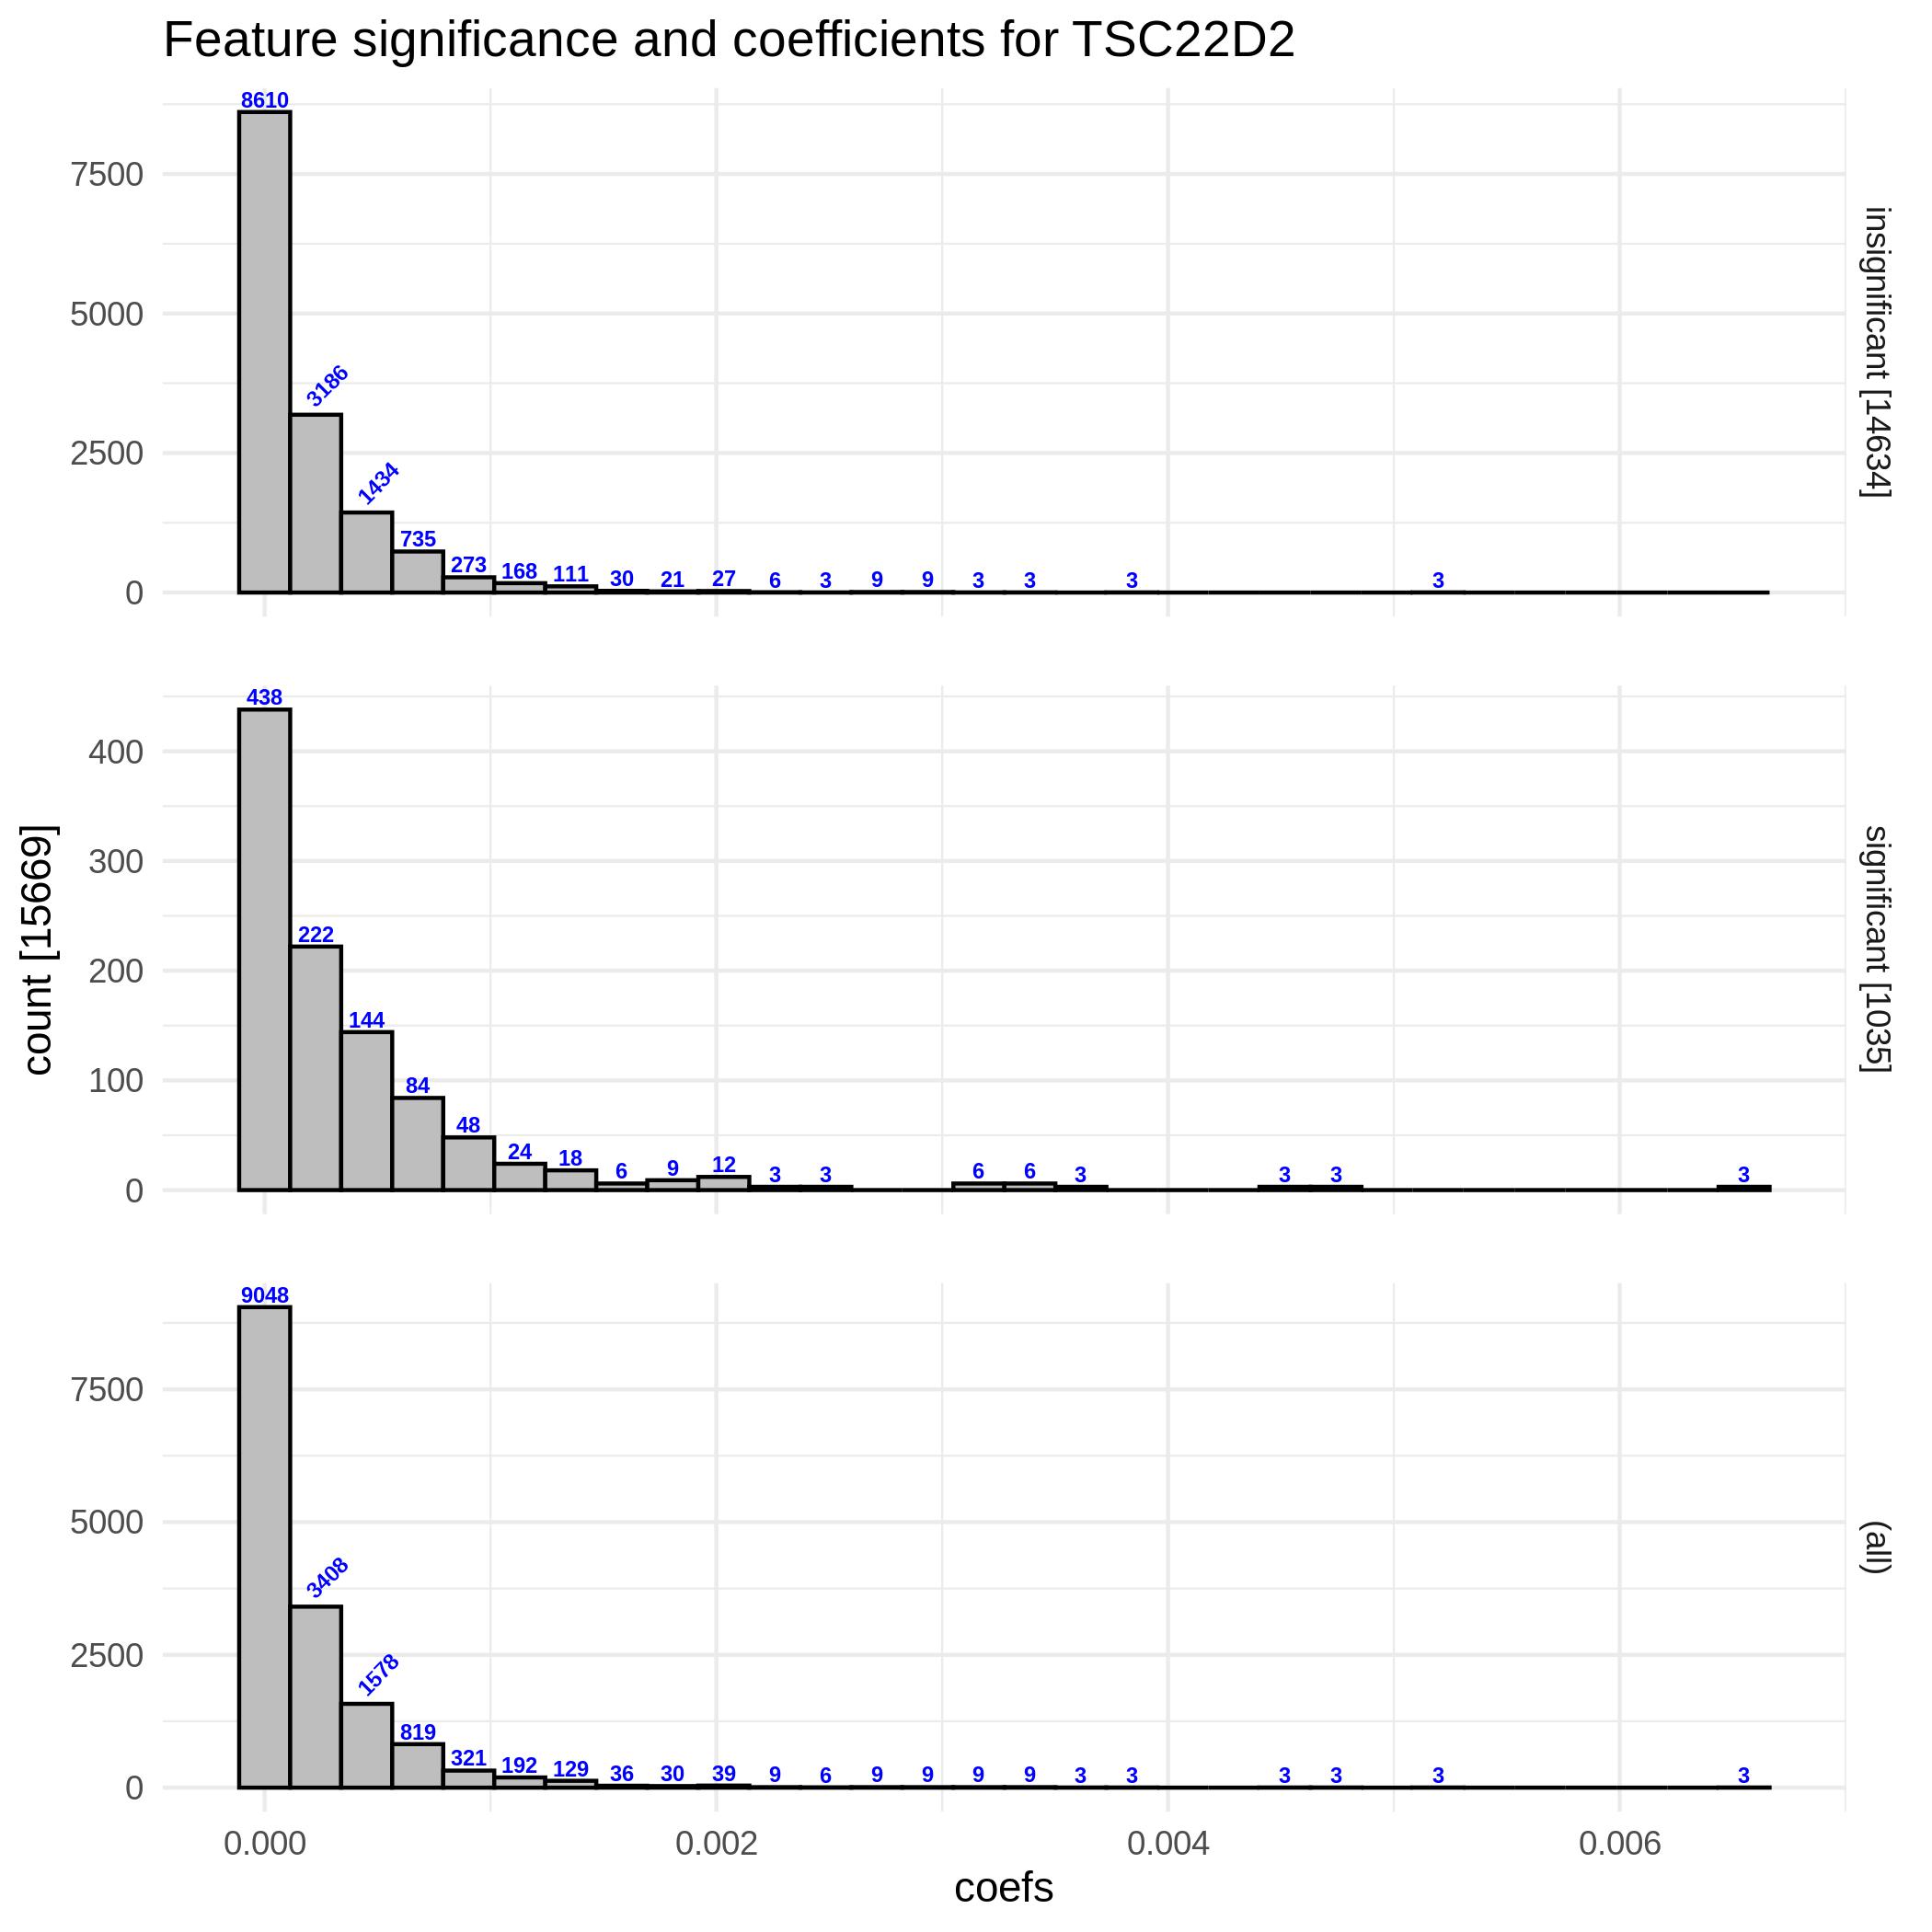 Feature significance and coefficients for TSC22D2
8610
7500
5000
3186
2500
1434
735
273 168 111 30 21 27 6 3 9 9 3 3 3 3
0
insignificant [14634]
438
400
300
222
200
144
100
84
48
24 18 6 9 12 3 3 6 6 3 3 3 3
0
significant [1035]
count [15669]
9048
7500
5000
3408
2500
1578
819
321 192 129 36 30 39 9 6 9 9 9 9 3 3 3 3 3 3
0
(all)
0.000 0.002 0.004 0.006
coefs